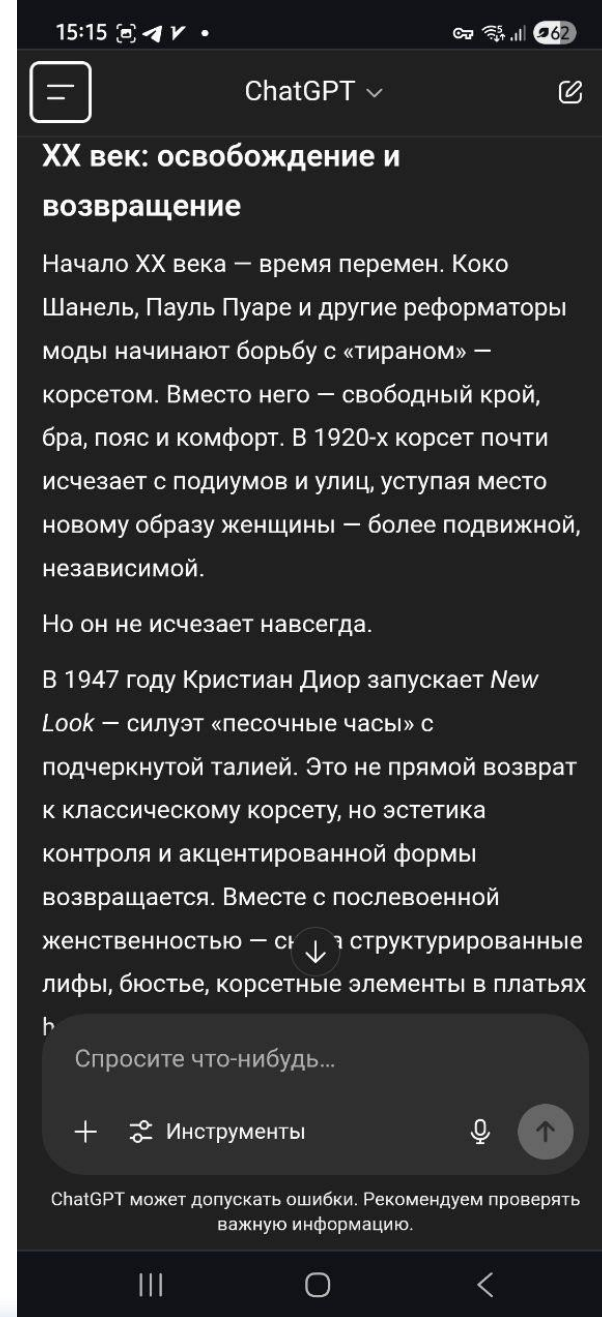 15:15
62
ChatGPT
XX век: освобождение и
возвращение
Начало XX века — время перемен. Коко
Шанель, Пауль Пуаре и другие реформаторы
моды начинают борьбу с «тираном» —
корсетом. Вместо него — свободный крой,
бра, пояс и комфорт. В 1920-х корсет почти
исчезает с подиумов и улиц, уступая место
новому образу женщины — более подвижной,
независимой.
Но он не исчезает навсегда.
В 1947 году Кристиан Диор запускает New
Look — силуэт «песочные часы» с
подчеркнутой талией. Это не прямой возврат
к классическому корсету, но эстетика
контроля и акцентированной формы
возвращается. Вместе с послевоенной
женственностью — структурированные
лифы, бюстье, корсетные элементы в платьях
Спросите что-нибудь...
Инструменты
ChatGPT может допускать ошибки. Рекомендуем проверять
важную информацию.